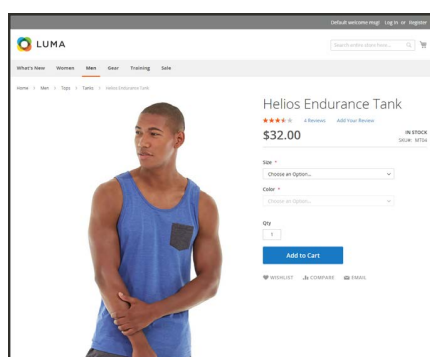 Default welcome msg! Log In or Register
LUMA
Search entire store here...
What's New Women Men Gear Training Sale
Home > Men > Tops > Tanks > Helios Endurance Tank
Helios Endurance Tank
4 Reviews Add Your Review
$32.00
IN STOCK
SKU#: MT04
Size *
Choose an Option...
Color *
Choose an Option...
Qty
1
Add to Cart
WISHLIST COMPARE EMAIL